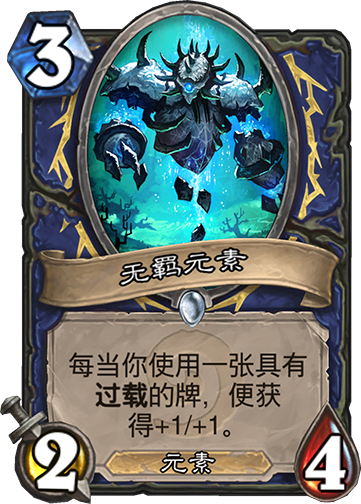 3
无羁元素
每当你使用一张具有
过载的牌，便获
得+1/+1。
2
元素
4